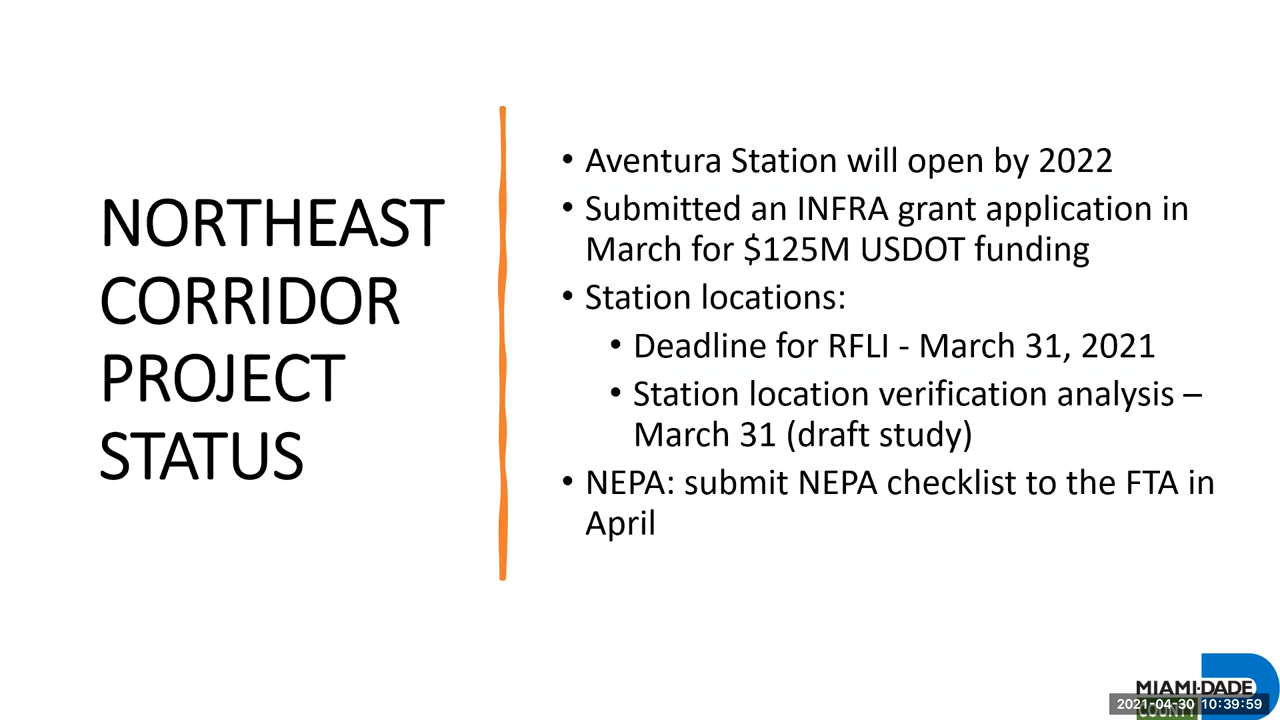 NORTHEAST
CORRIDOR
PROJECT
STATUS
• Aventura Station will open by 2022
• Submitted an INFRA grant application in
March for $125M USDOT funding
• Station locations:
• Deadline for RFLI - March 31, 2021
• Station location verification analysis –
March 31 (draft study)
• NEPA: submit NEPA checklist to the FTA in
April
MIAMI-DADE
COUNTY
2021-04-30 10:39:59